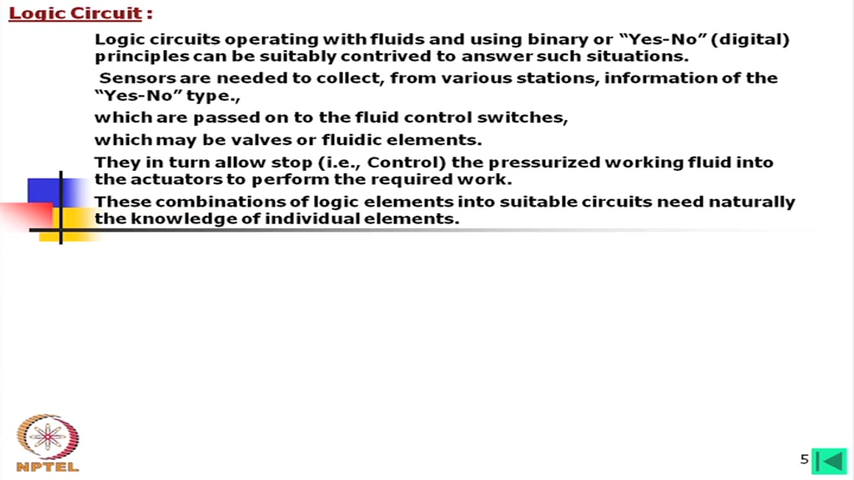 Logic Circuit :
Logic circuits operating with fluids and using binary or “Yes-No” (digital)
principles can be suitably contrived to answer such situations.
Sensors are needed to collect, from various stations, information of the
“Yes-No” type.,
which are passed on to the fluid control switches,
which may be valves or fluidic elements.
They in turn allow stop (i.e., Control) the pressurized working fluid into
the actuators to perform the required work.
These combinations of logic elements into suitable circuits need naturally
the knowledge of individual elements.
NPTEL
5